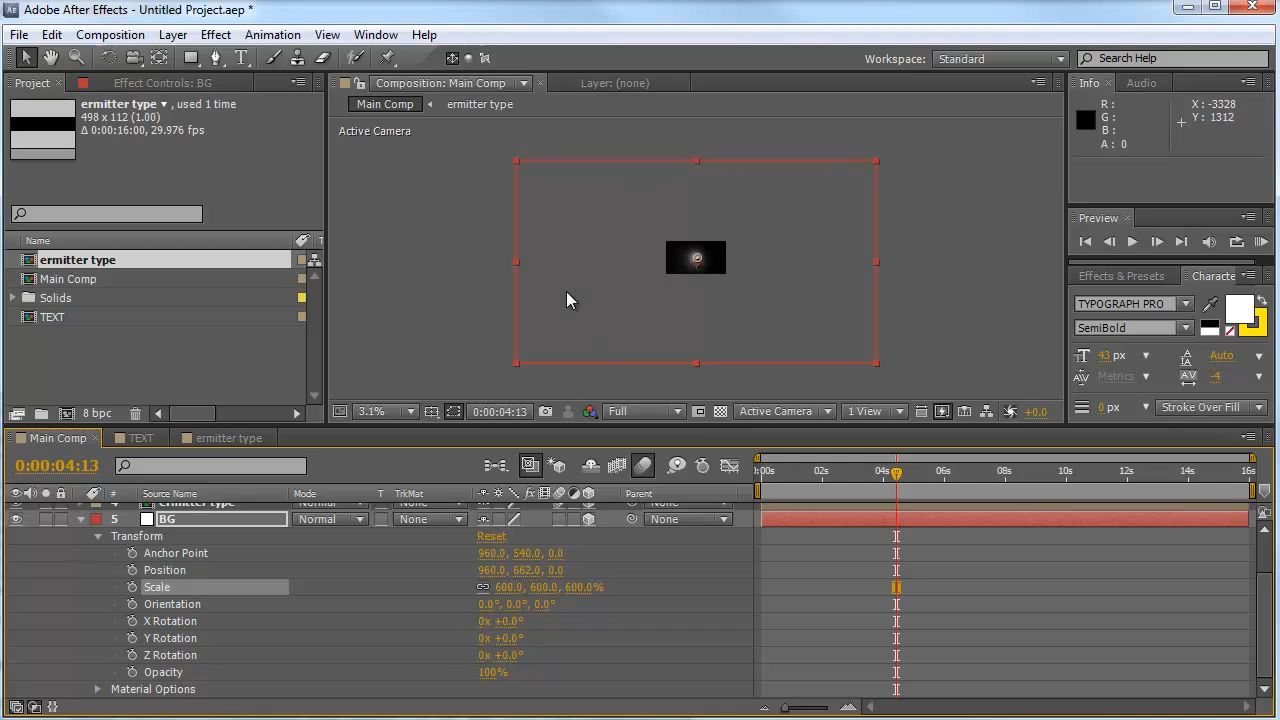 Adobe After Effects - Untitled Project.aep *
File Edit Composition Layer Effect Animation View Window Help
Workspace: Standard Search Help
Project Effect Controls: BG Composition: Main Comp Layer: (none) Info Audio
ermitter type , used 1 time
498 x 112 (1.00)
Δ 0:00:16:00, 29.976 fps
Main Comp ermitter type
Active Camera
R :
G :
B :
A : 0
X : -3328
Y : 1312
Preview
Name T
ermitter type
Main Comp
Solids
TEXT
Effects & Presets Characte
TYPOGRAPH PRO
SemiBold
43 px Auto
Metrics -4
0 px Stroke Over Fill
8 bpc
3.1% 0:00:04:13 Full Active Camera 1 View +0.0
Main Comp TEXT ermitter type
0:00:04:13
:00s 02s 04s 06s 08s 10s 12s 14s 16s
# Source Name Mode T TrkMat Parent
4 ermitter type Normal None None
5 BG Normal None None
Transform Reset
Anchor Point 960.0, 540.0, 0.0
Position 960.0, 662.0, 0.0
Scale 600.0, 600.0, 600.0%
Orientation 0.0°, 0.0°, 0.0°
X Rotation 0x +0.0°
Y Rotation 0x +0.0°
Z Rotation 0x +0.0°
Opacity 100%
Material Options